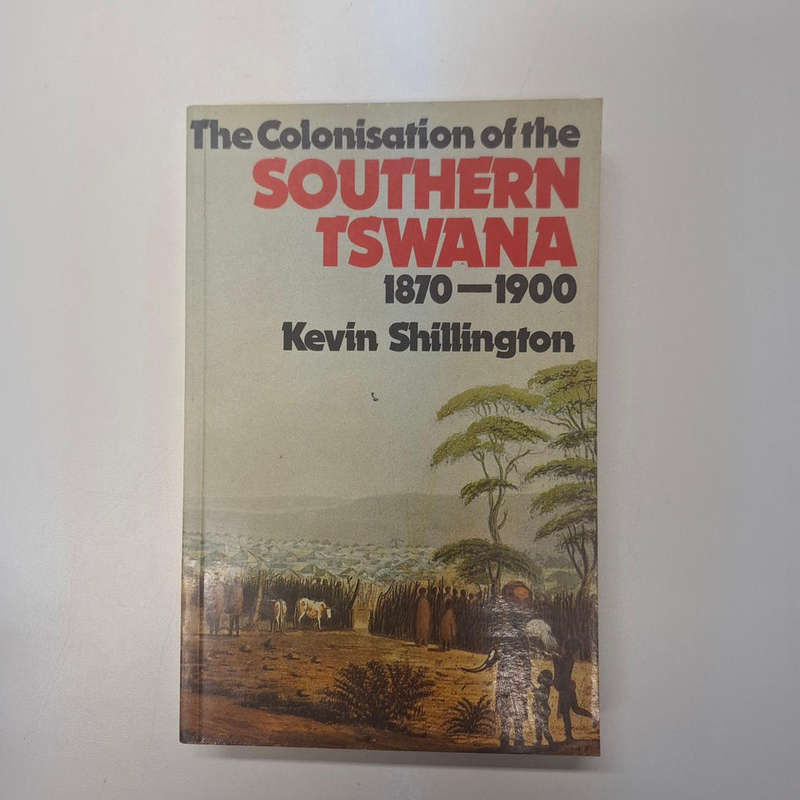 The Colonisation of the
SOUTHERN
TSWANA
1870—1900
Kevin Shillington